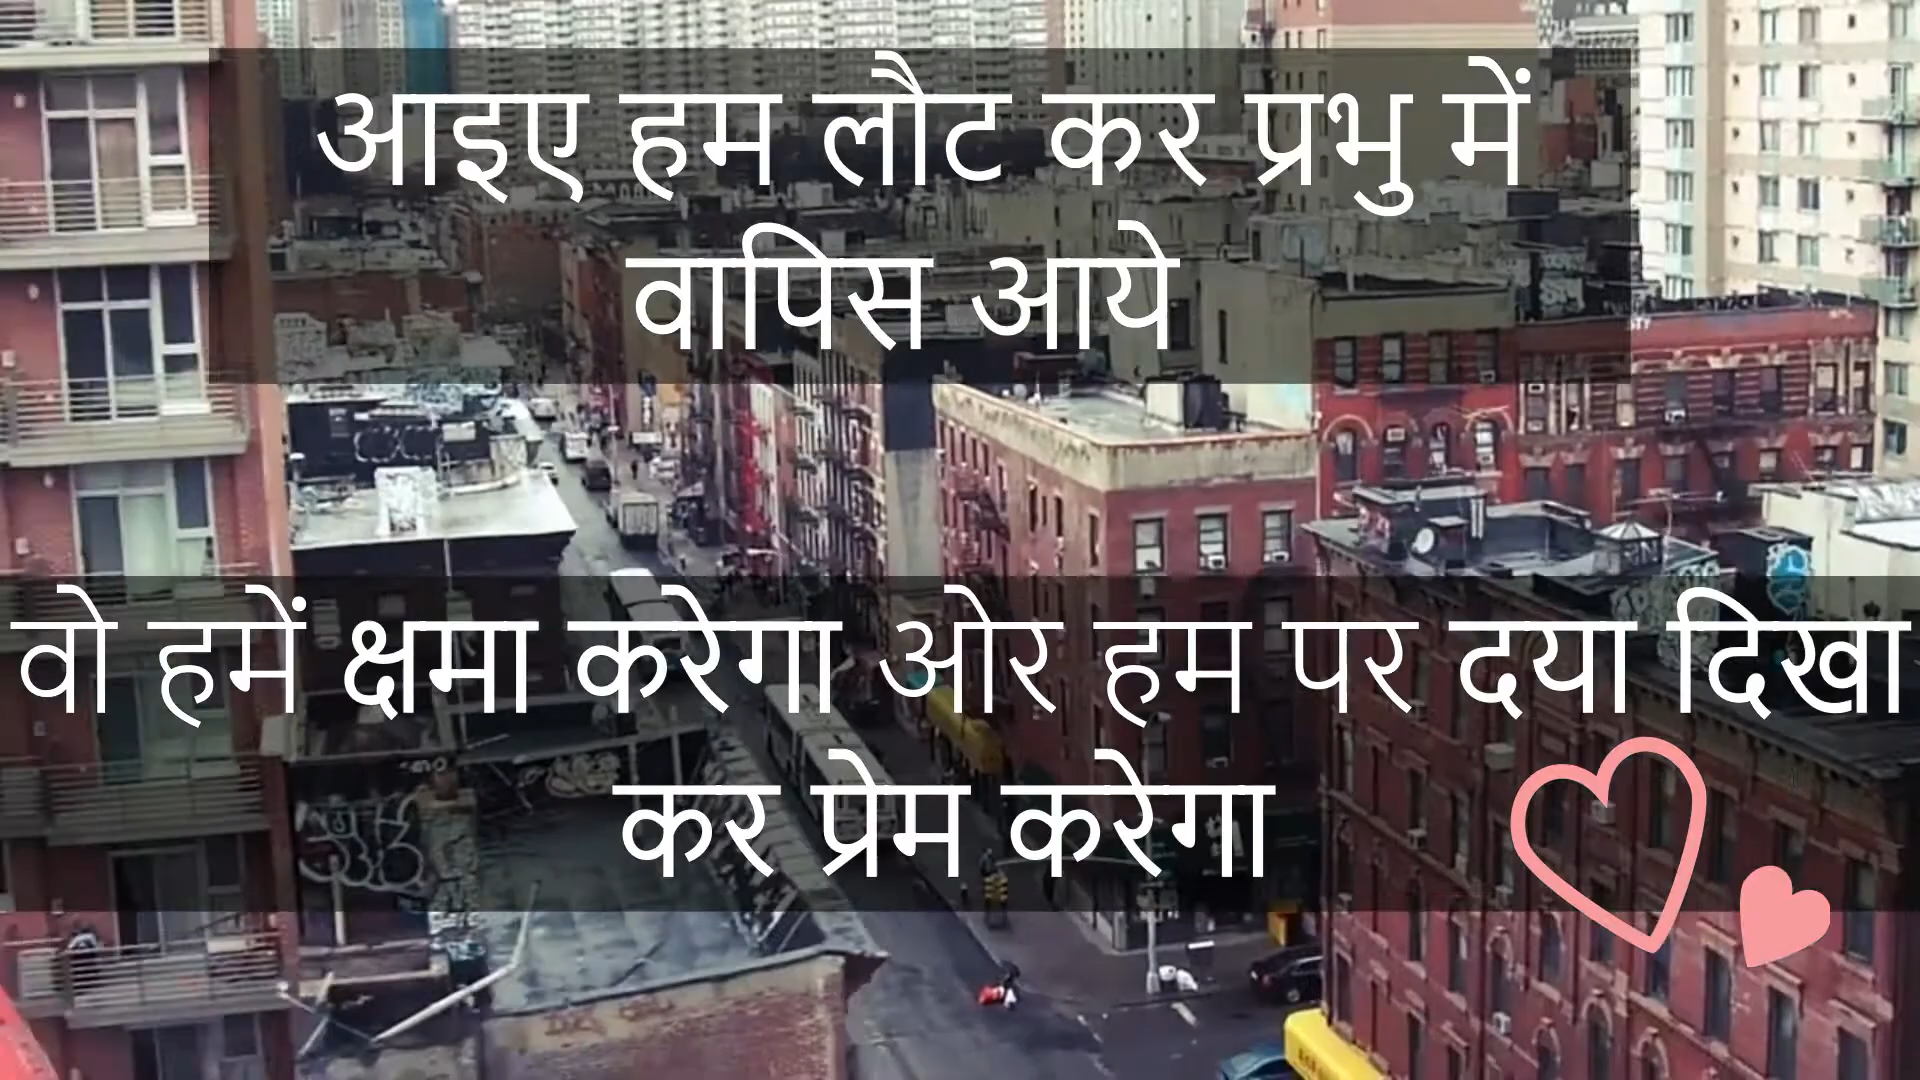 आइए हम लौट कर प्रभु में
वापिस आये
वो हमें क्षमा करेगा ओर हम पर दया दिखा
कर प्रेम करेगा